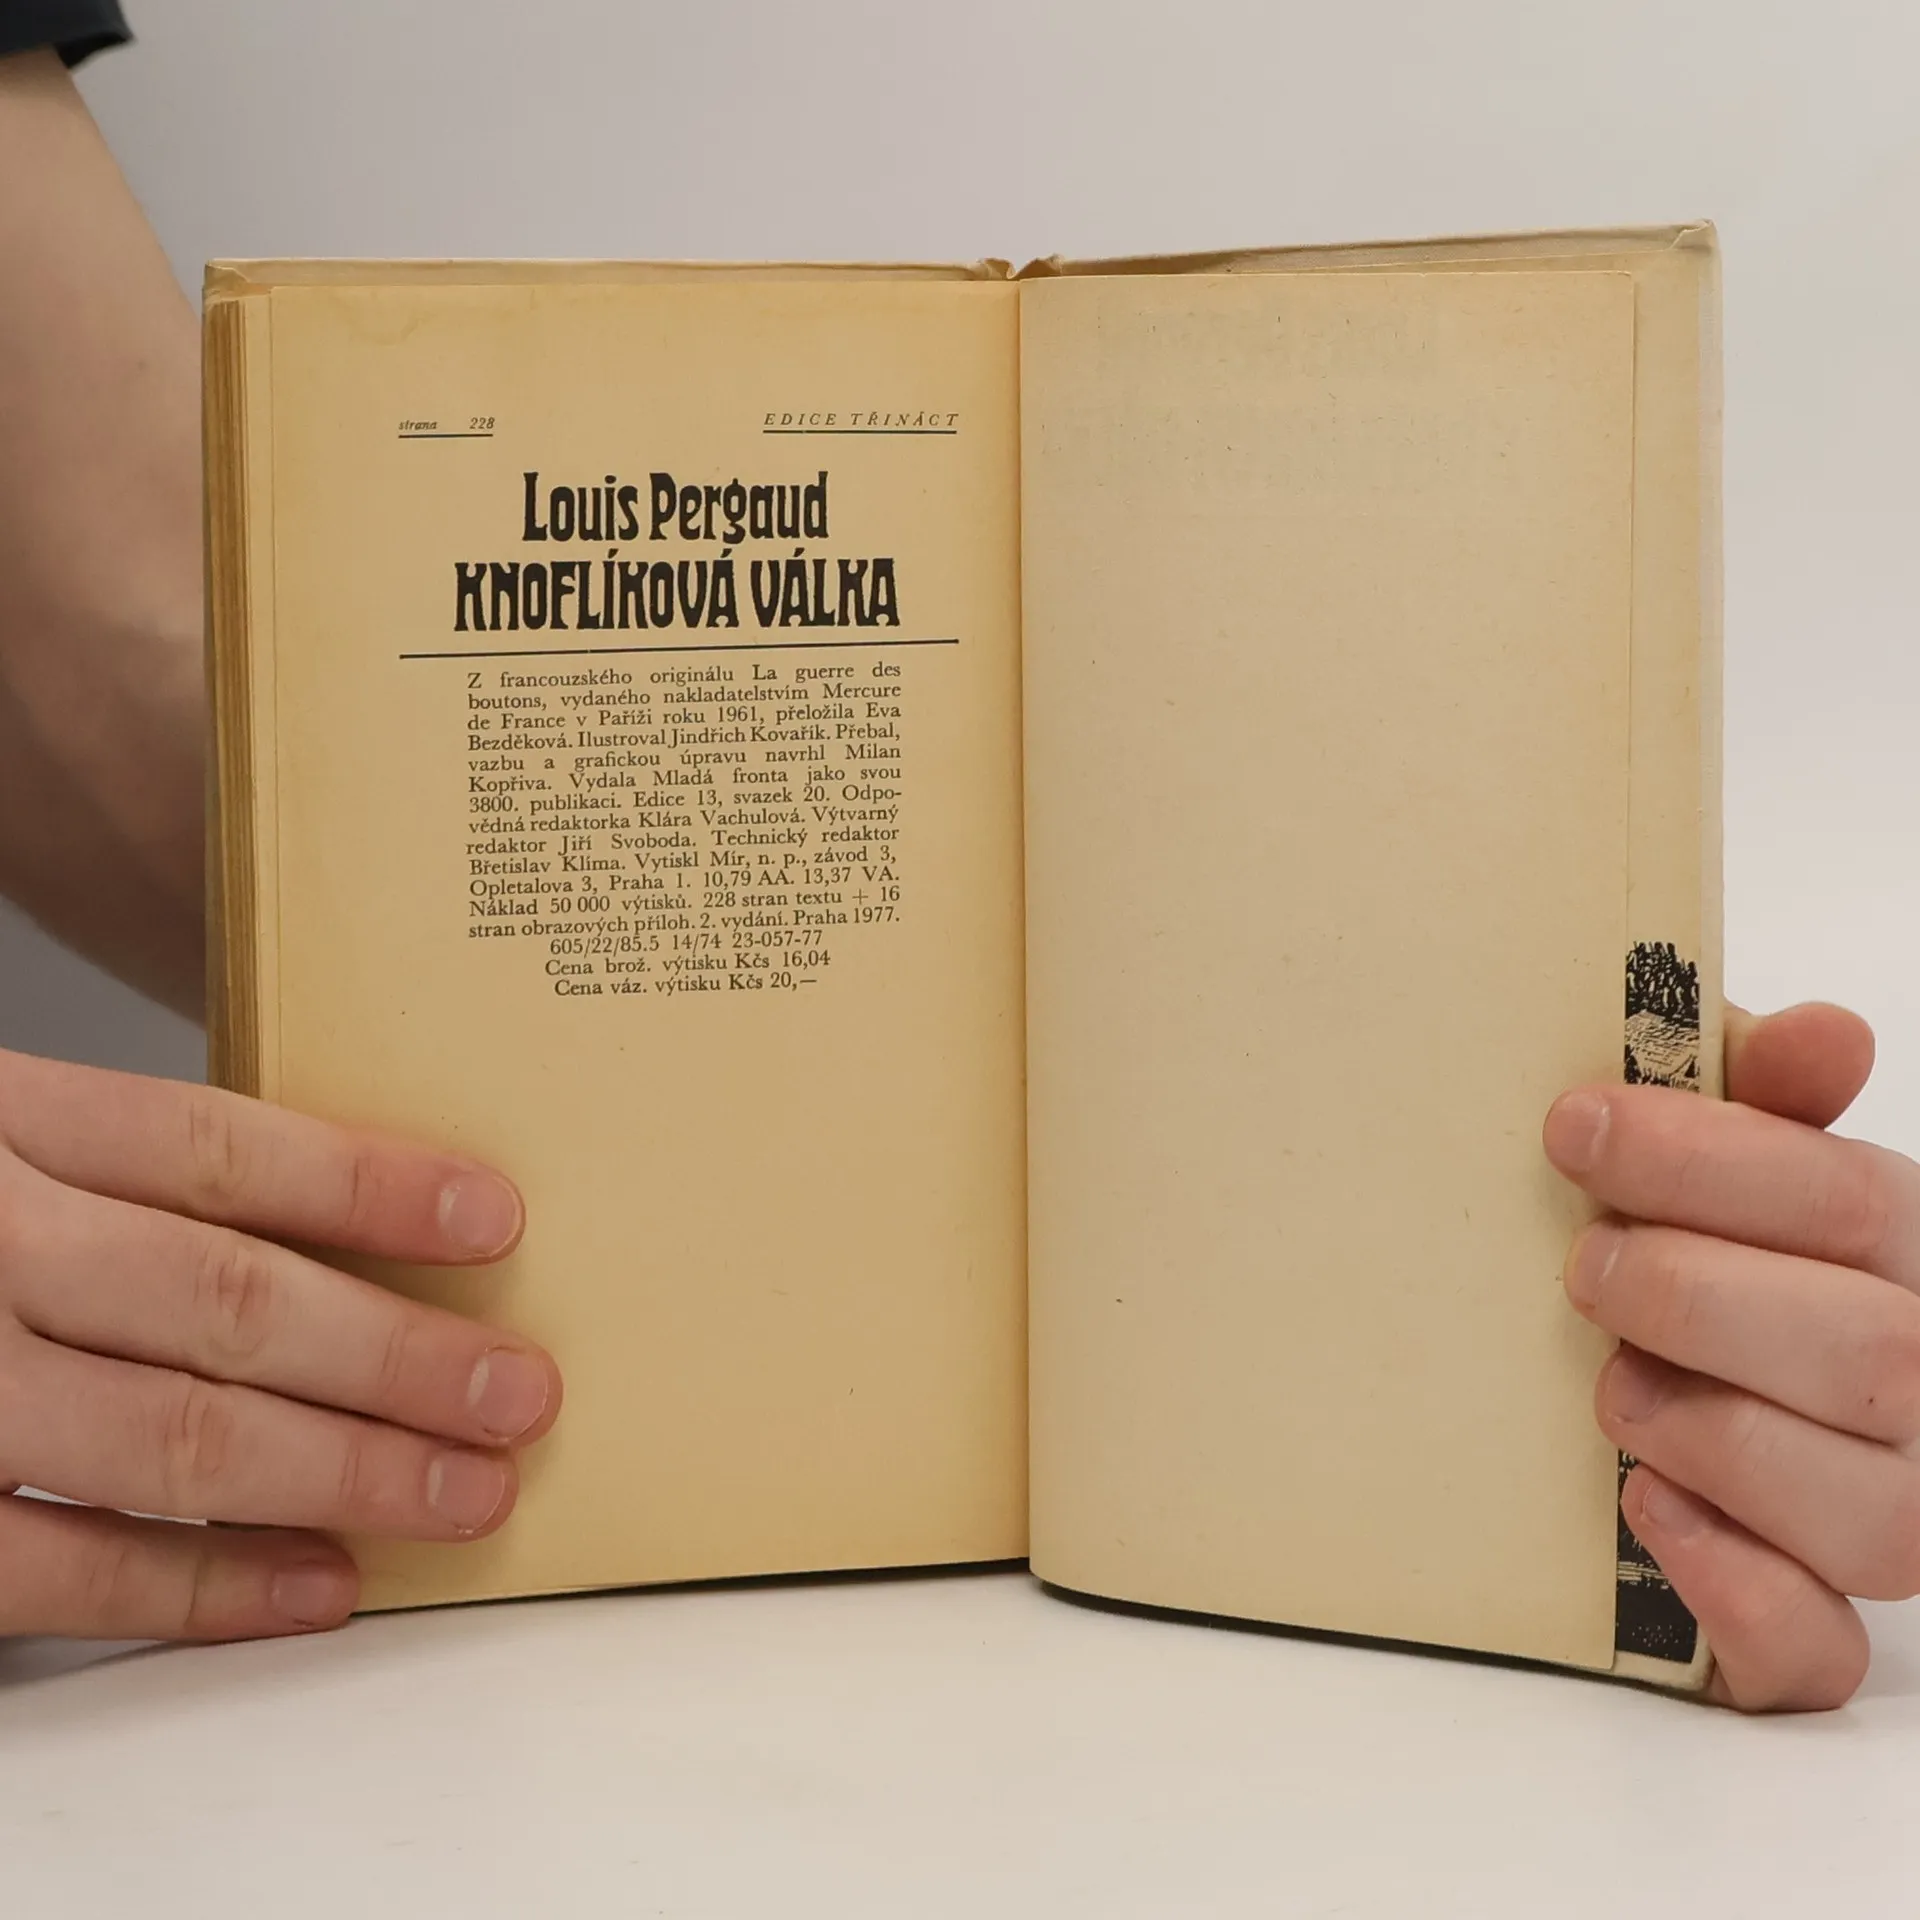 strana 228
EDICE TŘINÁCT
Louis Pergaud
KNOFLÍKOVÁ VÁLKA
Z francouzského originálu La guerre des
boutons, vydaného nakladatelstvím Mercure
de France v Paříži roku 1961, přeložila Eva
Bezděková. Ilustroval Jindřich Kovařík. Přebal,
vazbu a grafickou úpravu navrhl Milan
Kopřiva. Vydala Mladá fronta jako svou
3800. publikaci. Edice 13, svazek 20. Odpo-
vědná redaktorka Klára Vachulová. Výtvarný
redaktor Jiří Svoboda. Technický redaktor
Břetislav Klíma. Vytiskl Mír, n. p., závod 3,
Opletalova 3, Praha 1. 10,79 AA. 13,37 VA.
Náklad 50 000 výtisků. 228 stran textu + 16
stran obrazových příloh. 2. vydání. Praha 1977.
605/22/85.5 14/74 23-057-77
Cena brož. výtisku Kčs 16,04
Cena váz. výtisku Kčs 20,—